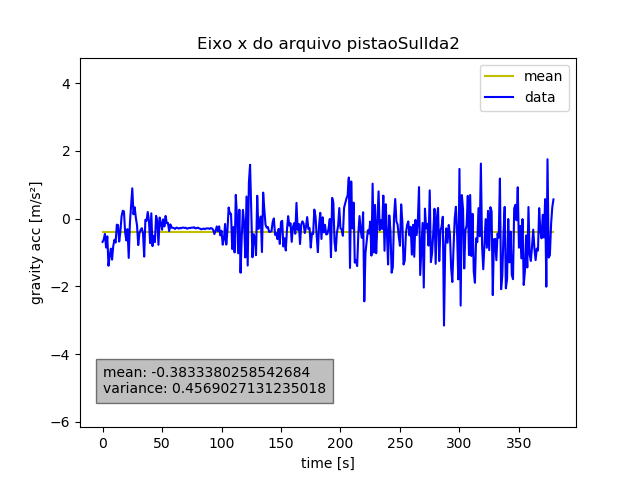 Eixo x do arquivo pistaoSulIda2
mean
data
gravity acc [m/s²]
4
2
0
−2
−4
−6
mean: -0.3833380258542684
variance: 0.4569027131235018
0 50 100 150 200 250 300 350
time [s]